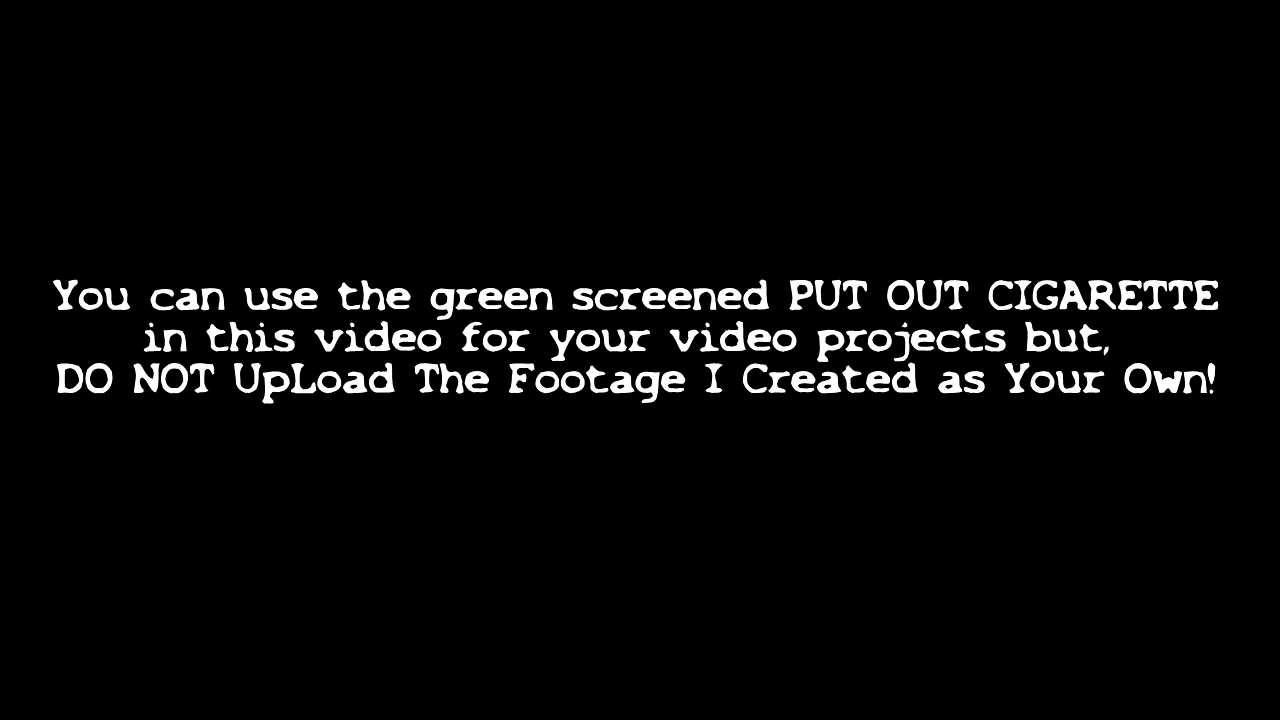 You can use the green screened PUT OUT CIGARETTE
in this video for your video projects but,
DO NOT UpLoad The Footage I Created as Your Own!